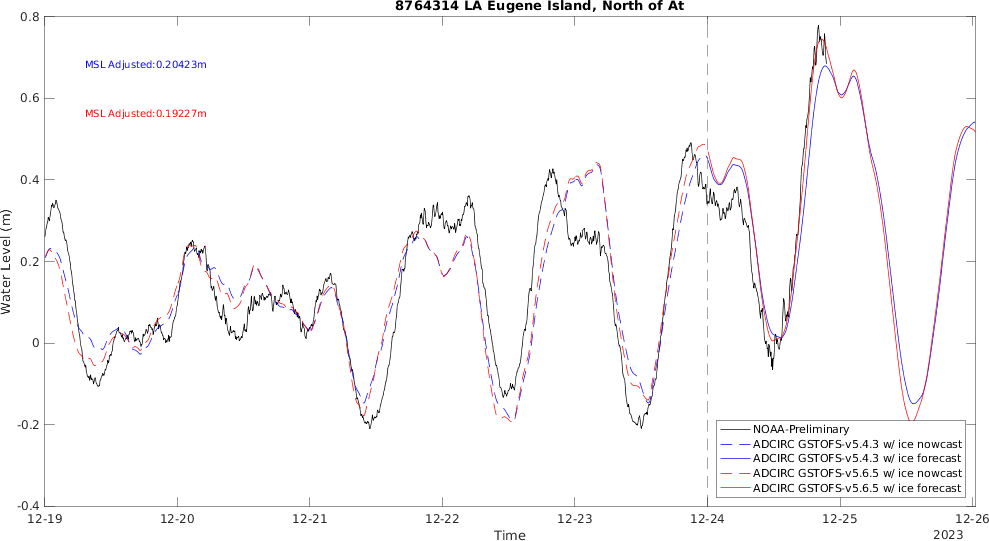 8764314 LA Eugene Island, North of At
MSL Adjusted:0.20423m
MSL Adjusted:0.19227m
Water Level (m)
0.8
0.6
0.4
0.2
0
-0.2
-0.4
NOAA-Preliminary
ADCIRC GSTOFS-v5.4.3 w/ ice nowcast
ADCIRC GSTOFS-v5.4.3 w/ ice forecast
ADCIRC GSTOFS-v5.6.5 w/ ice nowcast
ADCIRC GSTOFS-v5.6.5 w/ ice forecast
12-19 12-20 12-21 12-22 12-23 12-24 12-25 12-26
Time
2023